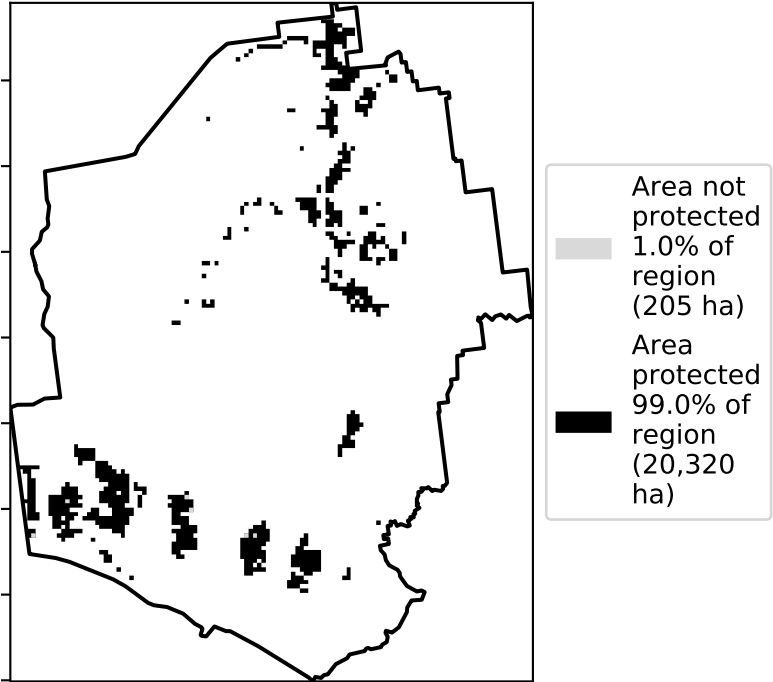 Area not
protected
1.0% of
region
(205 ha)
Area
protected
99.0% of
region
(20,320
ha)